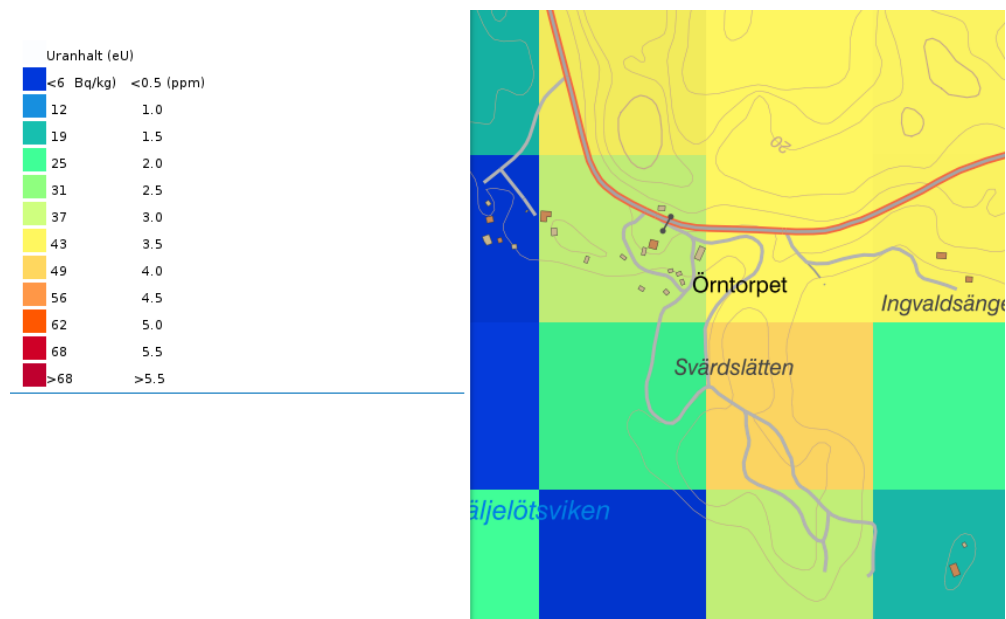 Uranhalt (eU)
<6 Bq/kg) <0.5 (ppm)
12 1.0
19 1.5
25 2.0
31 2.5
37 3.0
43 3.5
49 4.0
56 4.5
62 5.0
68 5.5
>68 >5.5
20
Örntorpet
Ingvaldsänge
Svärdslätten
äljelötsviken